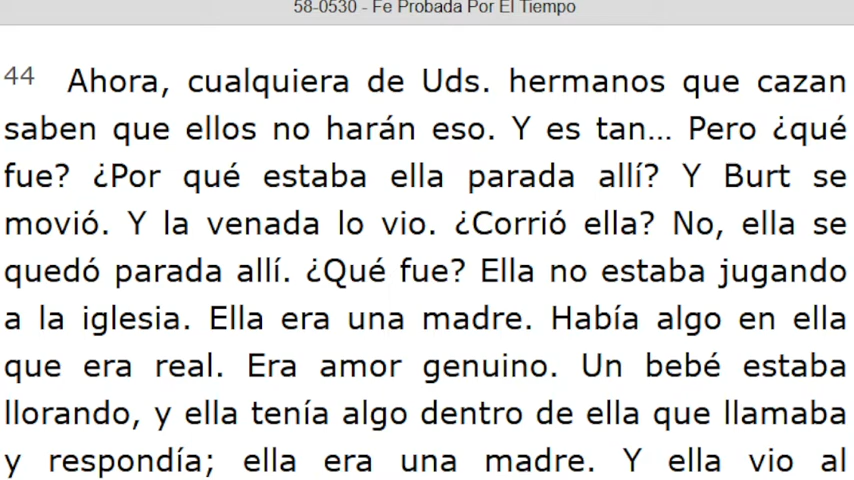 58-0530 - Fe Probada Por El Tiempo
44 Ahora, cualquiera de Uds. hermanos que cazan
saben que ellos no harán eso. Y es tan… Pero ¿qué
fue? ¿Por qué estaba ella parada allí? Y Burt se
movió. Y la venada lo vio. ¿Corrió ella? No, ella se
quedó parada allí. ¿Qué fue? Ella no estaba jugando
a la iglesia. Ella era una madre. Había algo en ella
que era real. Era amor genuino. Un bebé estaba
llorando, y ella tenía algo dentro de ella que llamaba
y respondía; ella era una madre. Y ella vio al